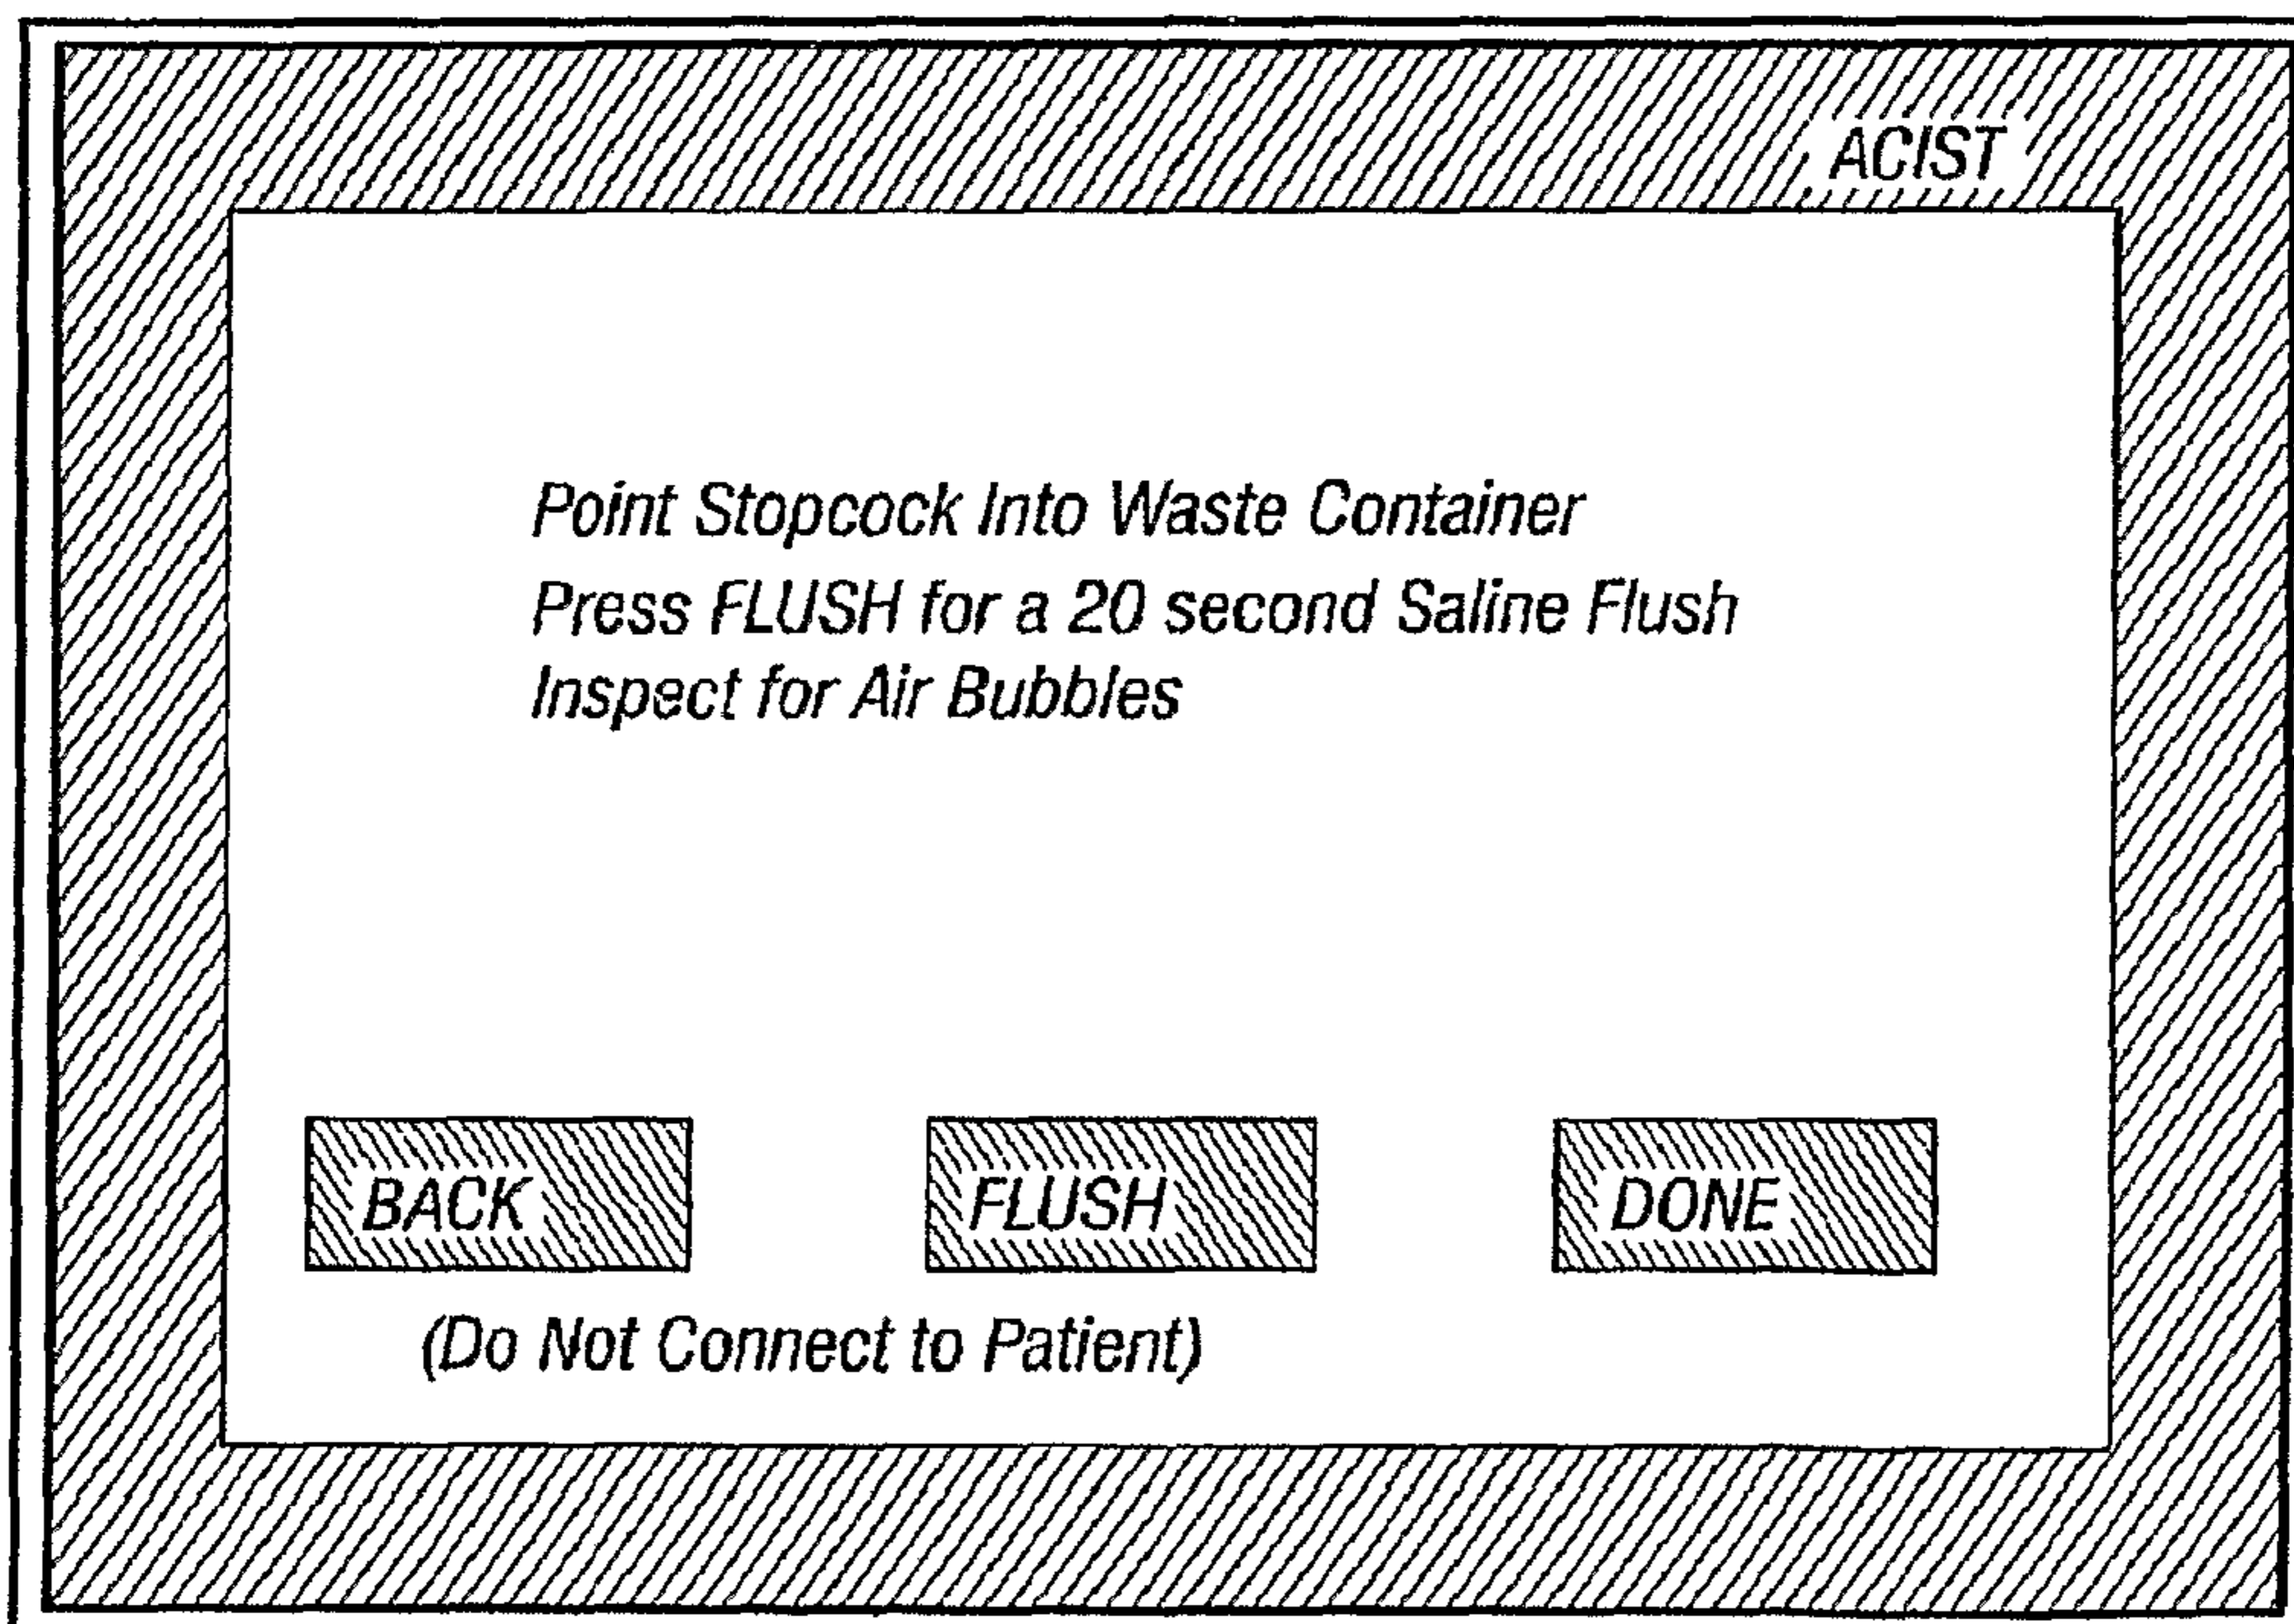 ACIST
Point Stopcock Into Waste Container
Press FLUSH for a 20 second Saline Flush
Inspect for Air Bubbles
BACK FLUSH DONE
(Do Not Connect to Patient)